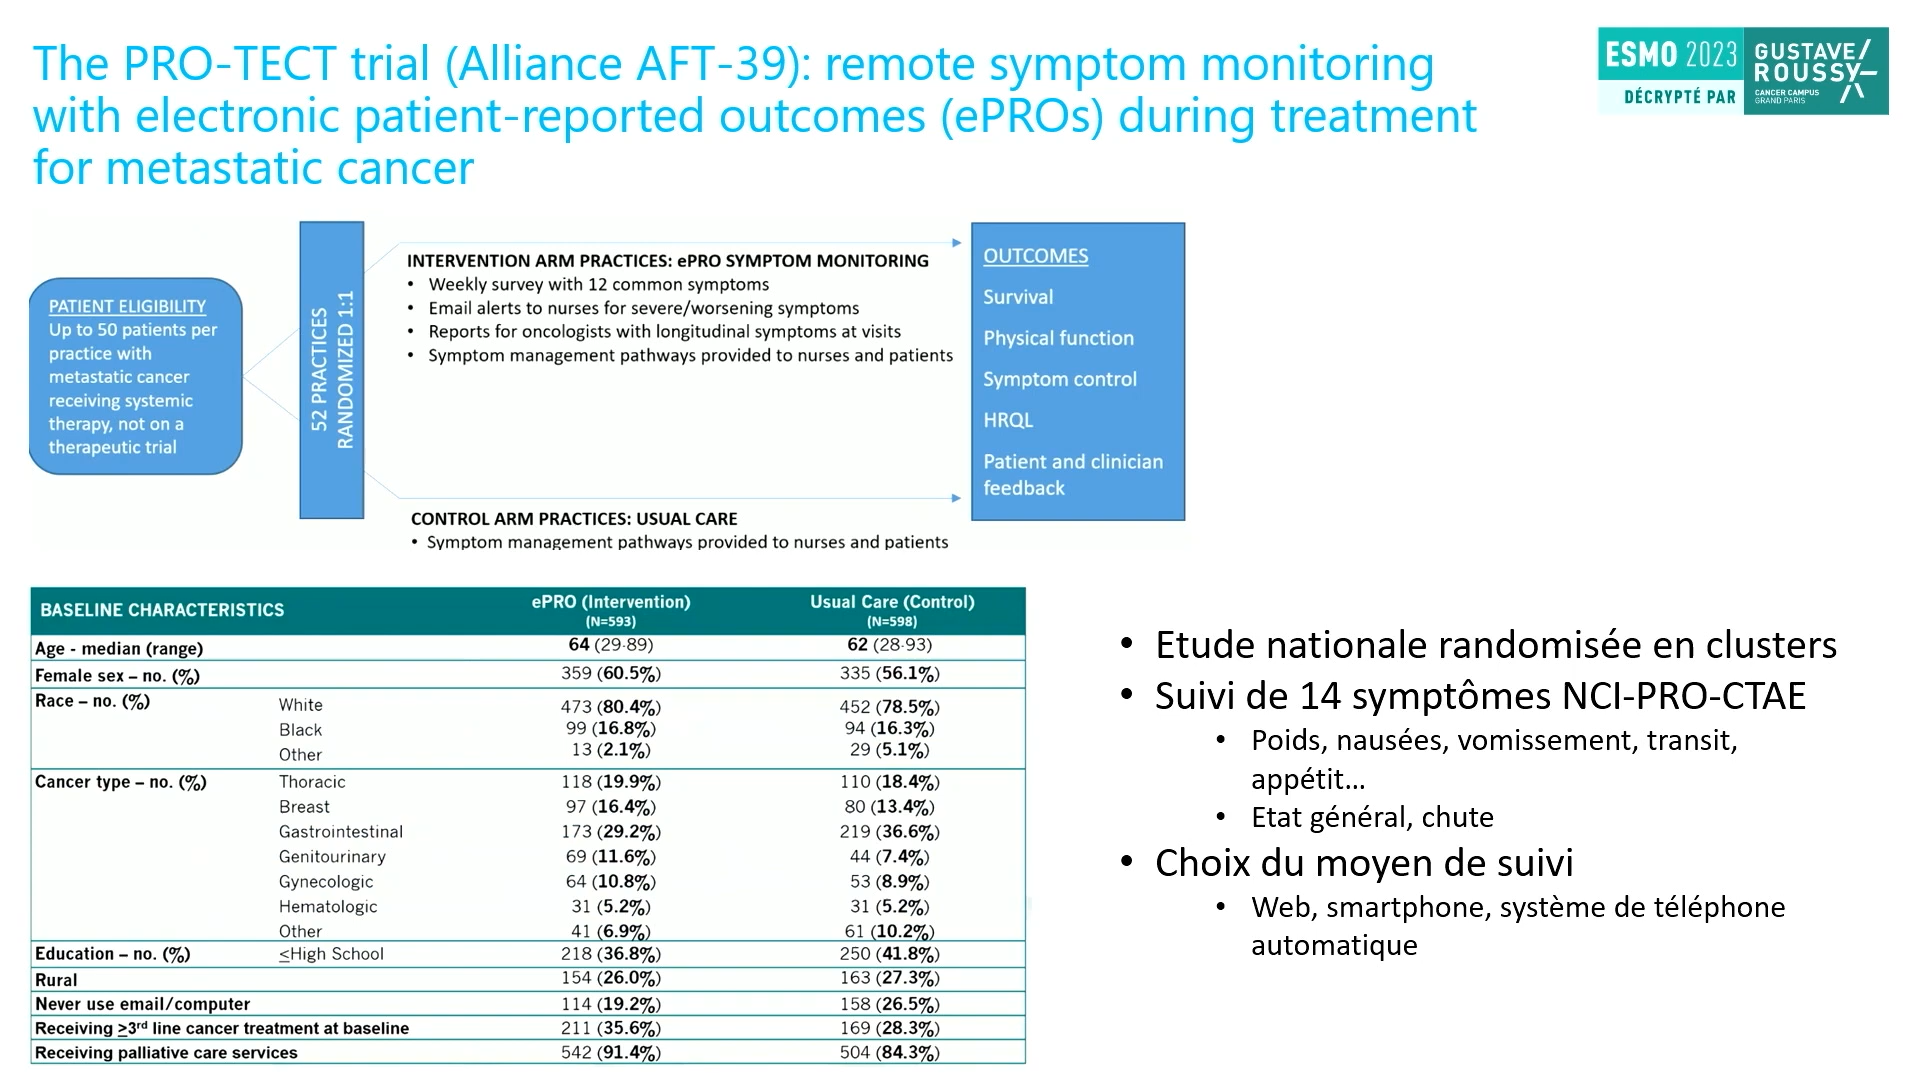 The PRO-TECT trial (Alliance AFT-39): remote symptom monitoring
with electronic patient-reported outcomes (ePROs) during treatment
for metastatic cancer
ESMO 2023
DÉCRYPTÉ PAR
GUSTAVE/
ROUSSY
CANCER CAMPUS
GRAND PARIS
PATIENT ELIGIBILITY
Up to 50 patients per
practice with
metastatic cancer
receiving systemic
therapy, not on a
therapeutic trial
52 PRACTICES
RANDOMIZED 1:1
INTERVENTION ARM PRACTICES: ePRO SYMPTOM MONITORING
• Weekly survey with 12 common symptoms
• Email alerts to nurses for severe/worsening symptoms
• Reports for oncologists with longitudinal symptoms at visits
• Symptom management pathways provided to nurses and patients
CONTROL ARM PRACTICES: USUAL CARE
• Symptom management pathways provided to nurses and patients
OUTCOMES
Survival
Physical function
Symptom control
HRQL
Patient and clinician
feedback
BASELINE CHARACTERISTICS ePRO (Intervention) Usual Care (Control)
(N=593) (N=598)
Age - median (range) 64 (29-89) 62 (28-93)
Female sex – no. (%) 359 (60.5%) 335 (56.1%)
Race – no. (%) White 473 (80.4%) 452 (78.5%)
Black 99 (16.8%) 94 (16.3%)
Other 13 (2.1%) 29 (5.1%)
Cancer type – no. (%) Thoracic 118 (19.9%) 110 (18.4%)
Breast 97 (16.4%) 80 (13.4%)
Gastrointestinal 173 (29.2%) 219 (36.6%)
Genitourinary 69 (11.6%) 44 (7.4%)
Gynecologic 64 (10.8%) 53 (8.9%)
Hematologic 31 (5.2%) 31 (5.2%)
Other 41 (6.9%) 61 (10.2%)
Education – no. (%) ≤High School 218 (36.8%) 250 (41.8%)
Rural 154 (26.0%) 163 (27.3%)
Never use email/computer 114 (19.2%) 158 (26.5%)
Receiving ≥3rd line cancer treatment at baseline 211 (35.6%) 169 (28.3%)
Receiving palliative care services 542 (91.4%) 504 (84.3%)
• Etude nationale randomisée en clusters
• Suivi de 14 symptômes NCI-PRO-CTAE
• Poids, nausées, vomissement, transit,
appétit…
• Etat général, chute
• Choix du moyen de suivi
• Web, smartphone, système de téléphone
automatique